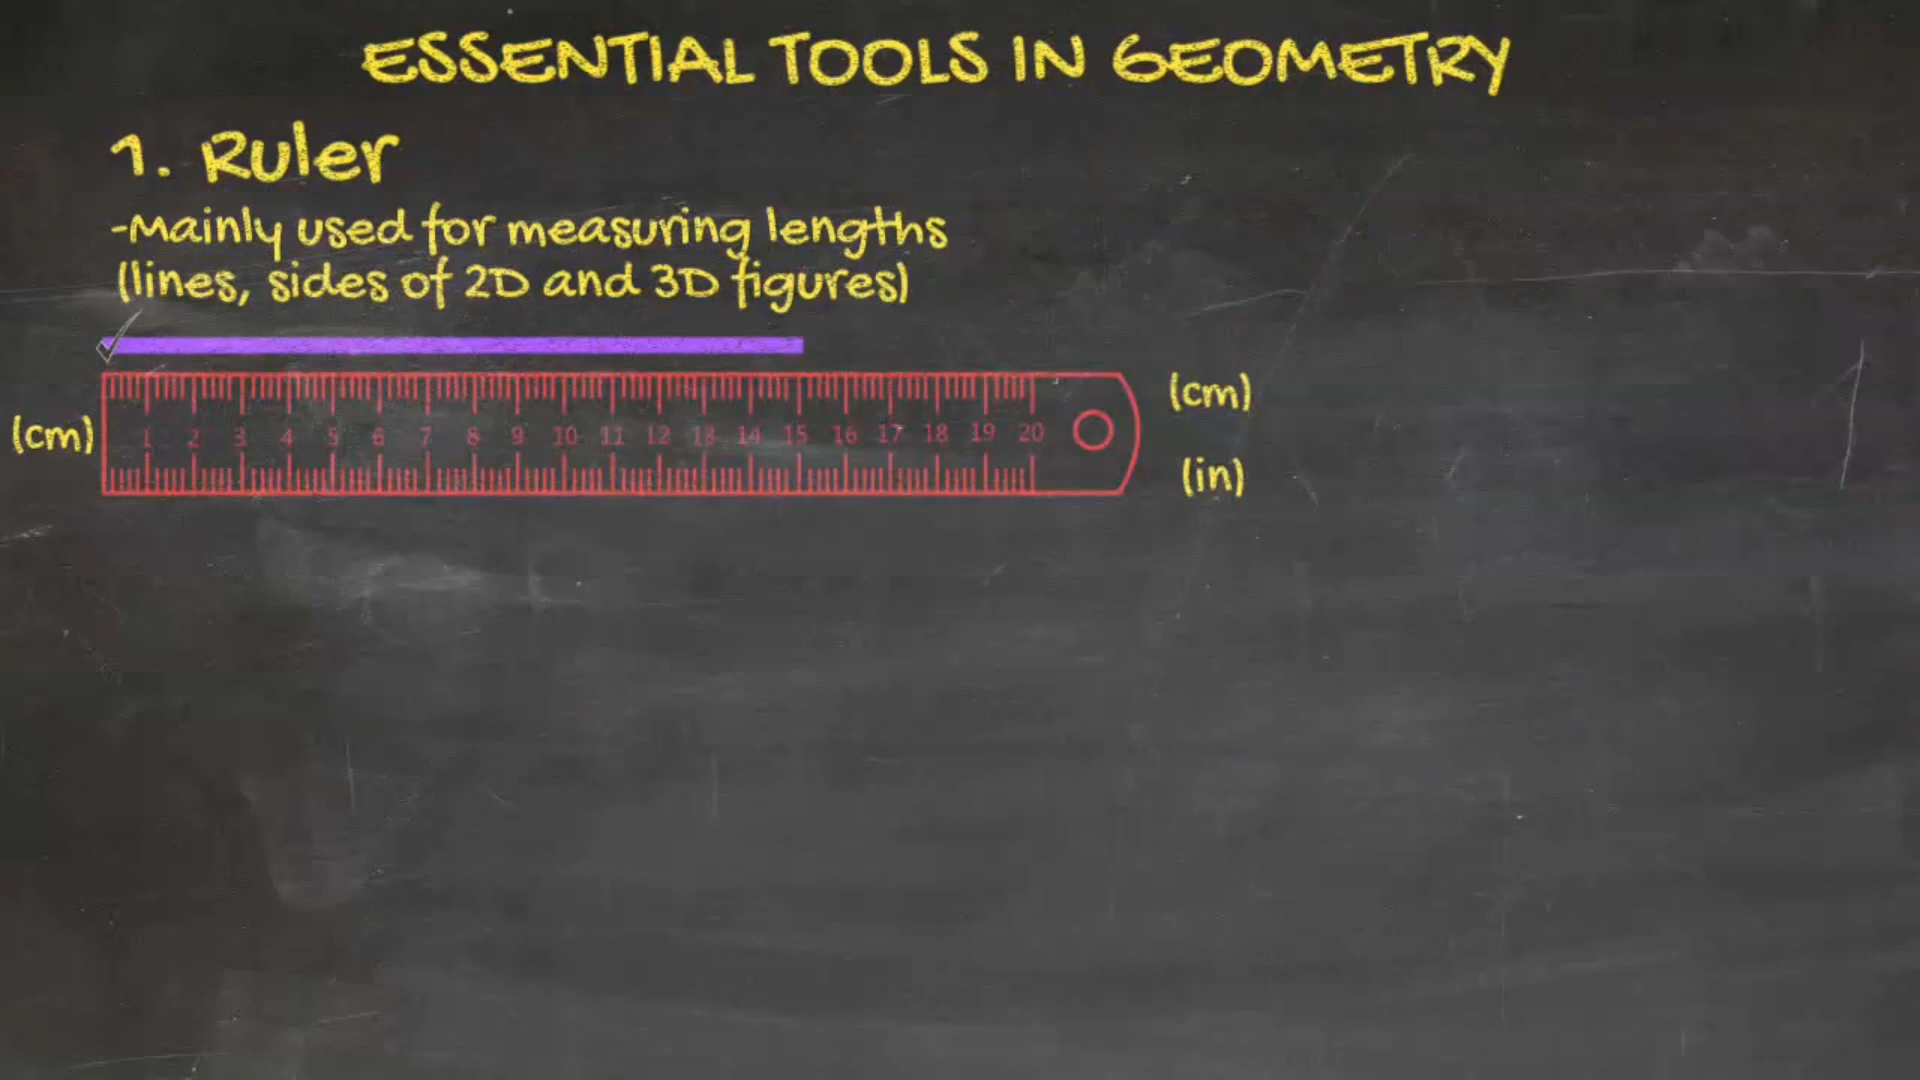 ESSENTIAL TOOLS IN GEOMETRY
1. Ruler
-Mainly used for measuring lengths
(lines, sides of 2D and 3D figures)
(cm)
1 2 3 4 5 6 7 8 9 10 11 12 13 14 15 16 17 18 19 20
(cm)
(in)